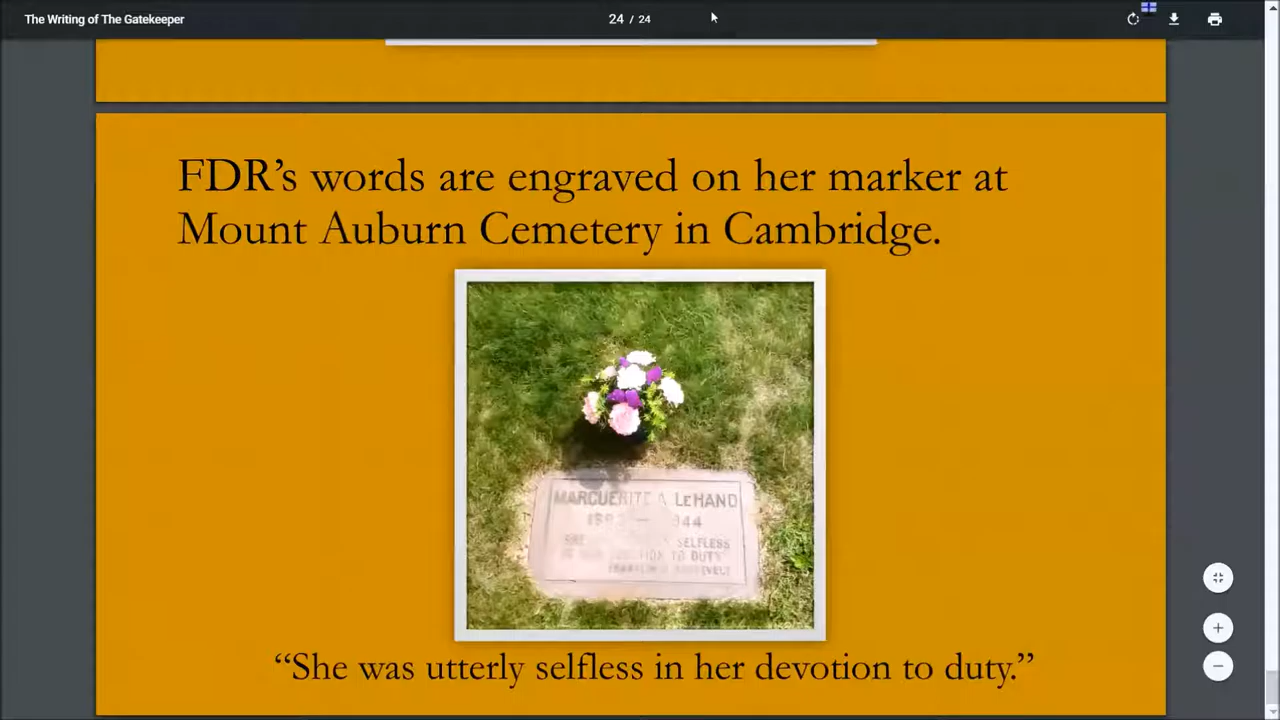 The Writing of The Gatekeeper
24 / 24
FDR’s words are engraved on her marker at
Mount Auburn Cemetery in Cambridge.
MARGUERITE A. LEHAND
SELFLESS
TO DUTY
“She was utterly selfless in her devotion to duty.”